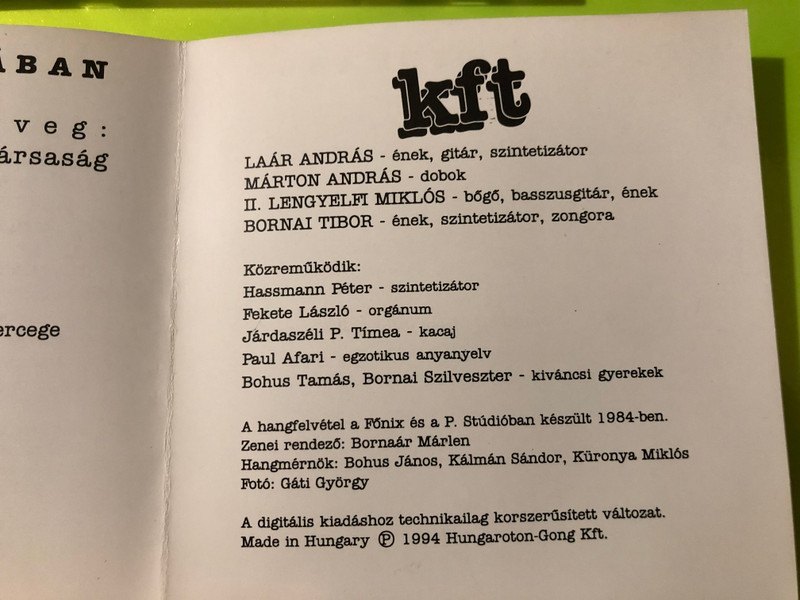 ÁBAN
veg:
ársaság
ercege
kft
LAÁR ANDRÁS - ének, gitár, szintetizátor
MÁRTON ANDRÁS - dobok
II. LENGYELFI MIKLÓS - bőgő, basszusgitár, ének
BORNAI TIBOR - ének, szintetizátor, zongora
Közreműködik:
Hassmann Péter - szintetizátor
Fekete László - orgánum
Járdaszéli P. Tímea - kacaj
Paul Afari - egzotikus anyanyelv
Bohus Tamás, Bornai Szilveszter - kiváncsi gyerekek
A hangfelvétel a Főnix és a P. Stúdióban készült 1984-ben.
Zenei rendező: Bornaár Márlen
Hangmérnök: Bohus János, Kálmán Sándor, Küronya Miklós
Fotó: Gáti György
A digitális kiadáshoz technikailag korszerűsített változat.
Made in Hungary ℗ 1994 Hungaroton-Gong Kft.